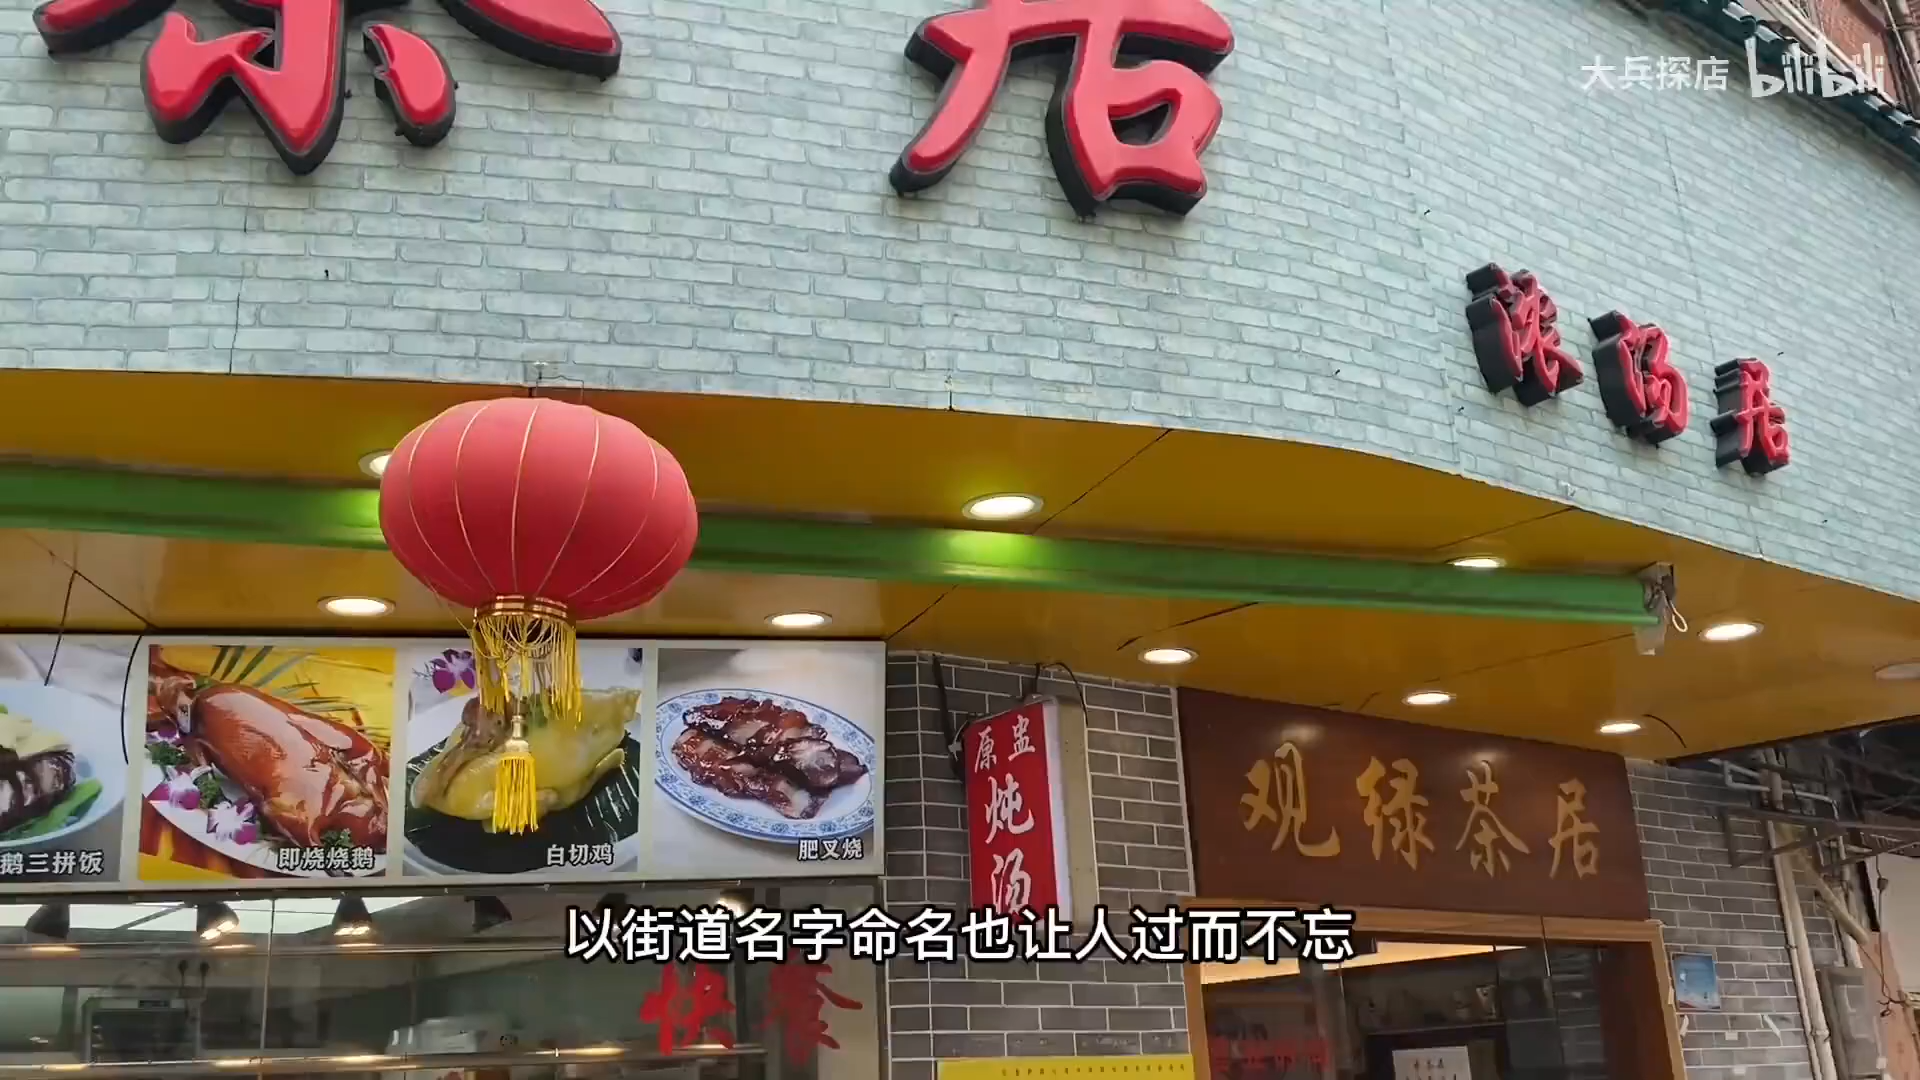 茶居
大兵探店 bilibili
浓汤居
鹅三拼饭
即烧烧鹅
白切鸡
肥叉烧
原盅
炖汤
观绿茶居
以街道名字命名也让人过而不忘
快餐